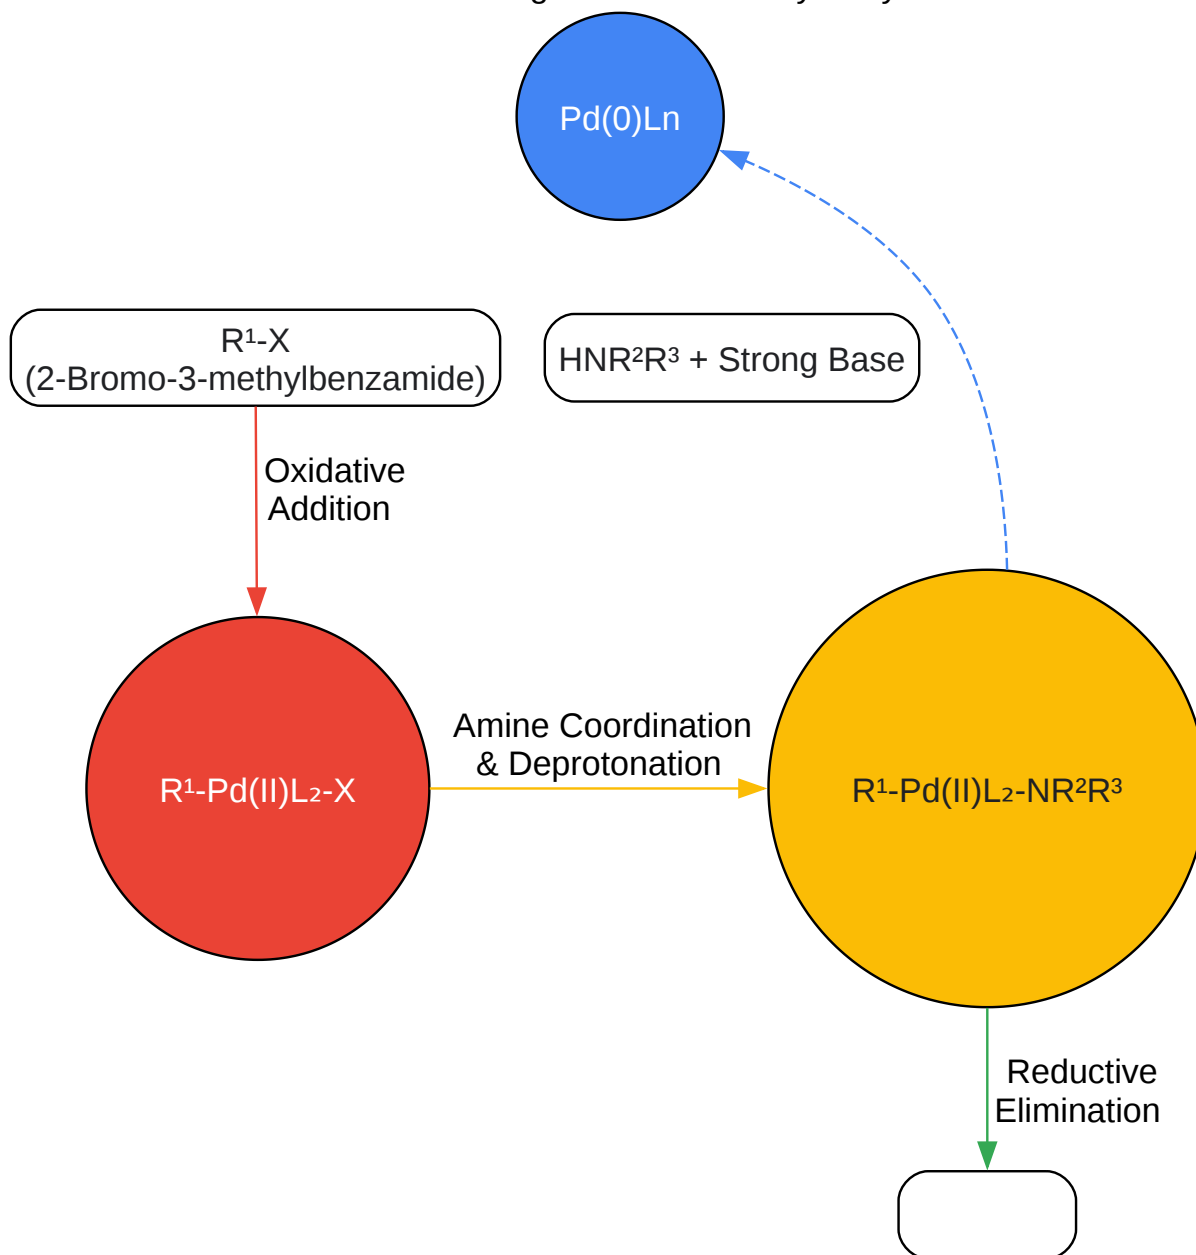 Pd(0)Ln
R¹-X
(2-Bromo-3-methylbenzamide)
HNR²R³ + Strong Base
Oxidative
Addition
Amine Coordination
& Deprotonation
R¹-Pd(II)L₂-X
R¹-Pd(II)L₂-NR²R³
Reductive
Elimination